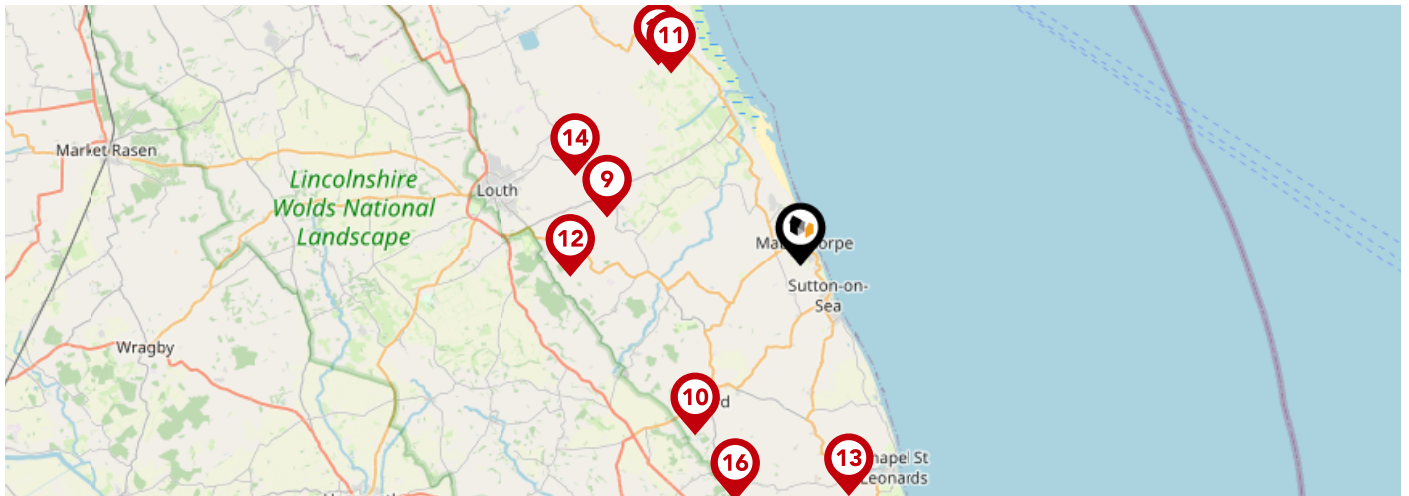 11
14
Market Rasen
9
Lincolnshire
Wolds National
Landscape
Louth
12
Sutton-on-
Sea
Wragby
10
16
13
Leonards